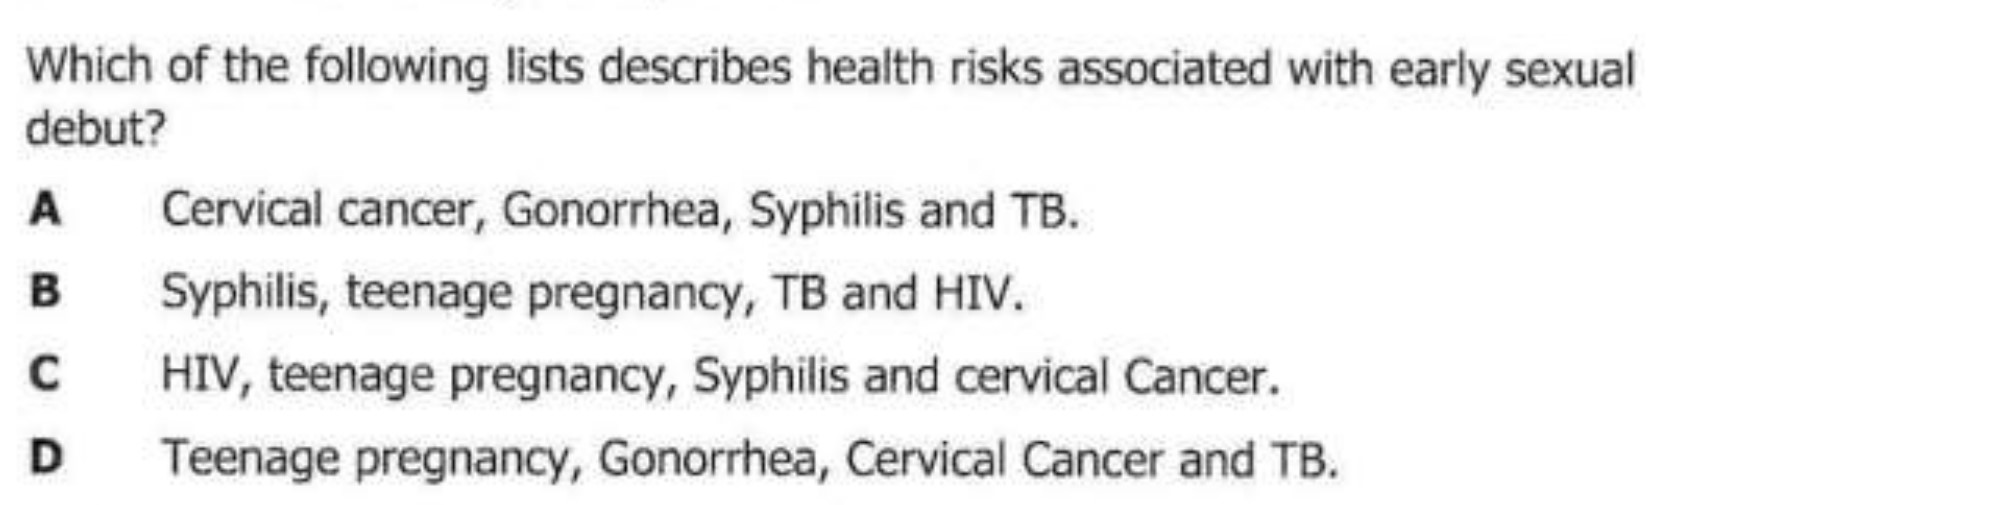 Which of the following lists describes health risks associated with early sexual
debut?
A Cervical cancer, Gonorrhea, Syphilis and TB.
B Syphilis, teenage pregnancy, TB and HIV.
C HIV, teenage pregnancy, Syphilis and cervical Cancer.
D Teenage pregnancy, Gonorrhea, Cervical Cancer and TB.